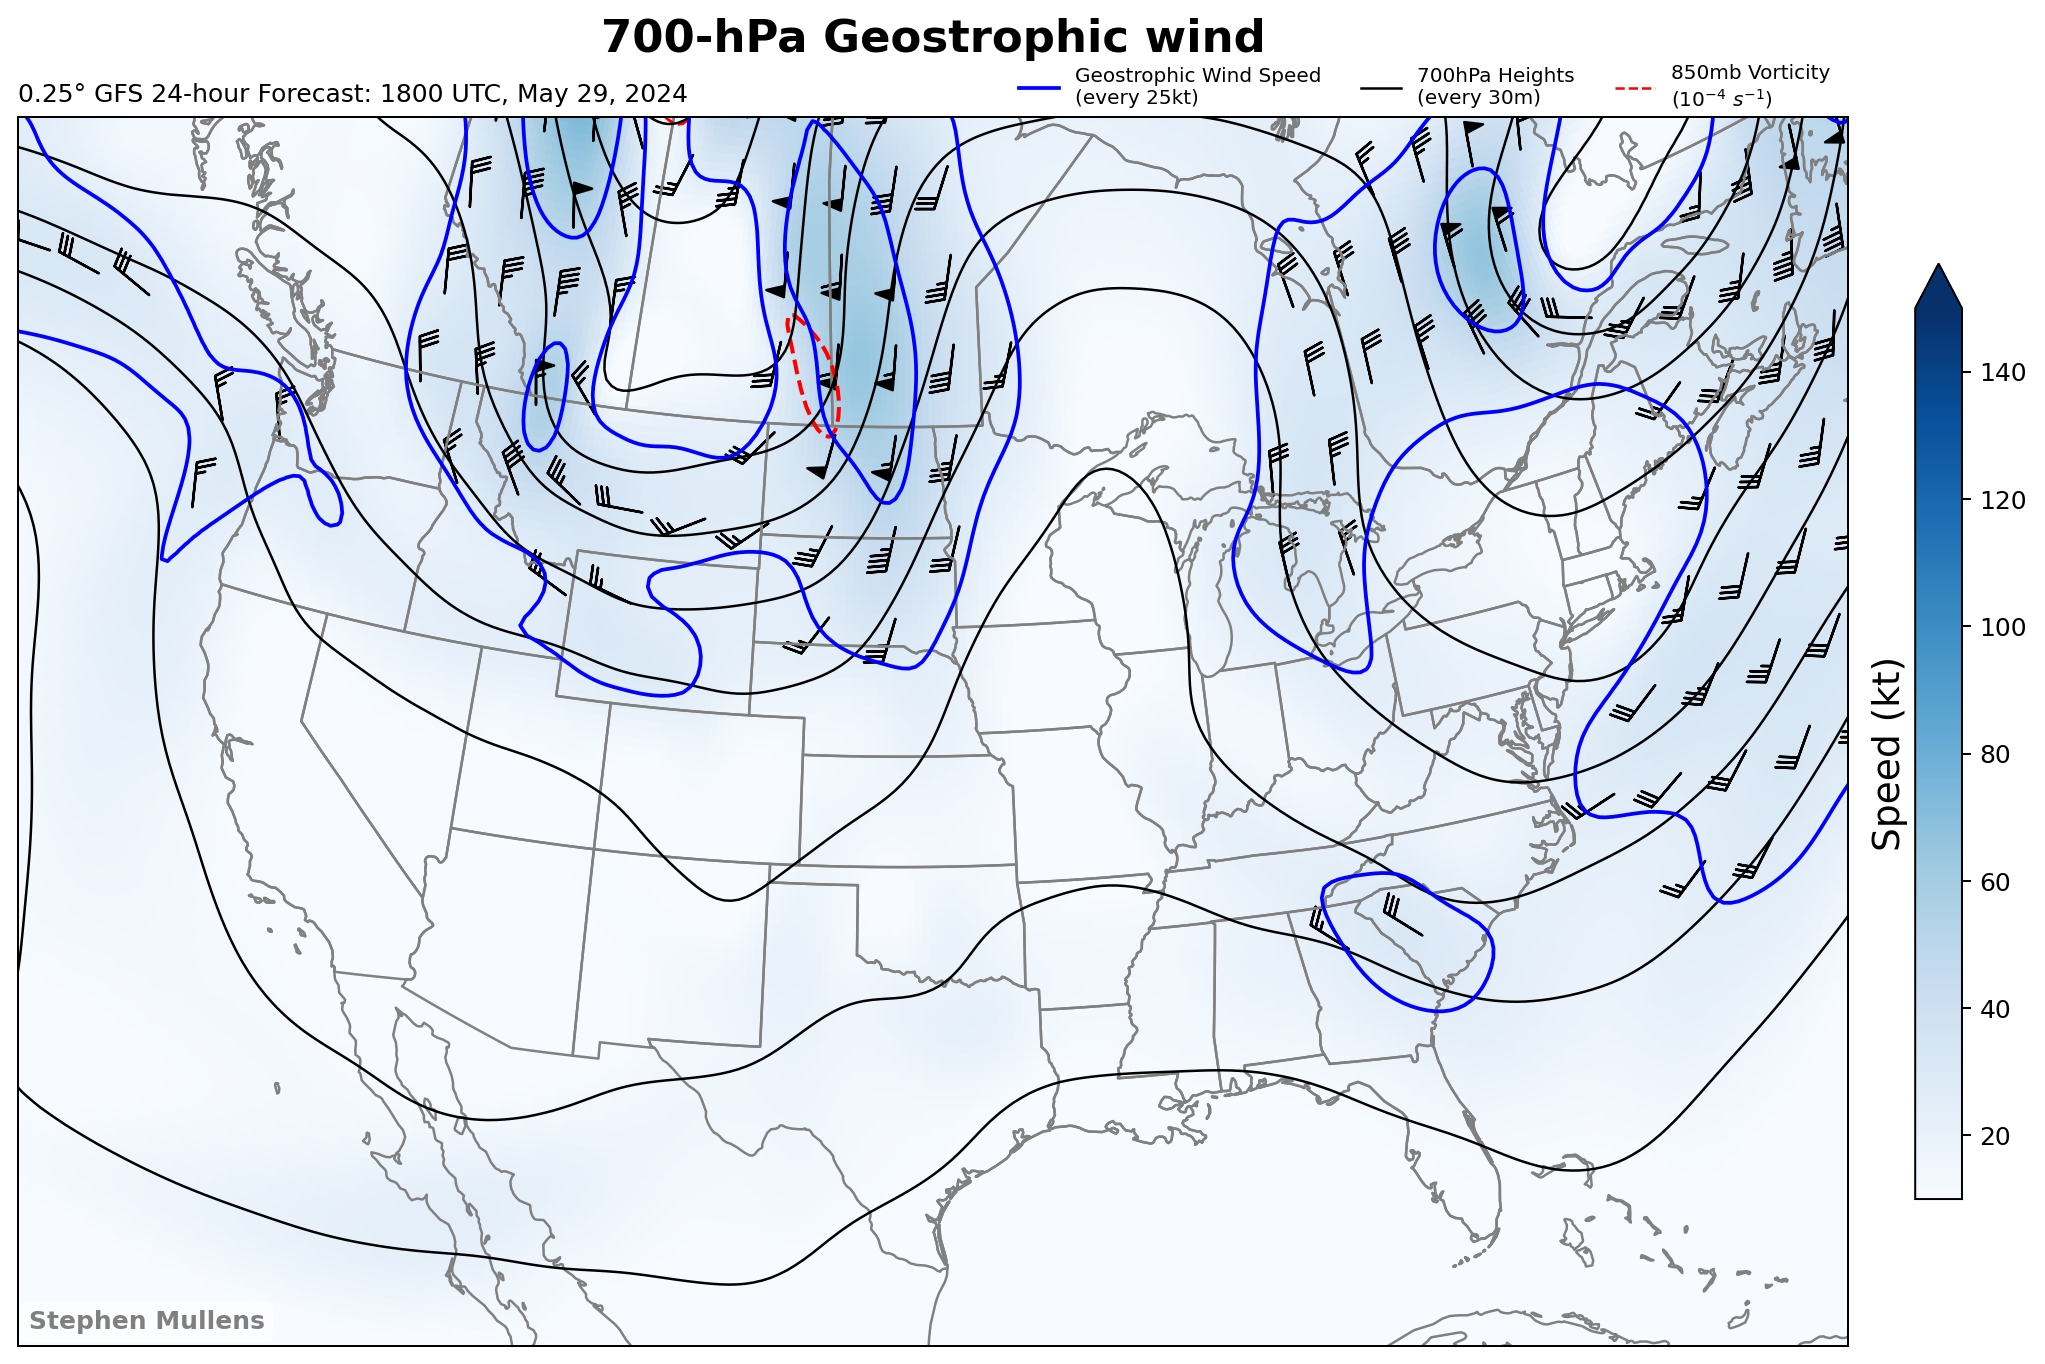 700-hPa Geostrophic wind
0.25° GFS 24-hour Forecast: 1800 UTC, May 29, 2024
Geostrophic Wind Speed
(every 25kt)
700hPa Heights
(every 30m)
850mb Vorticity
(10⁻⁴ s⁻¹)
140
120
100
80
60
40
20
Speed (kt)
Stephen Mullens